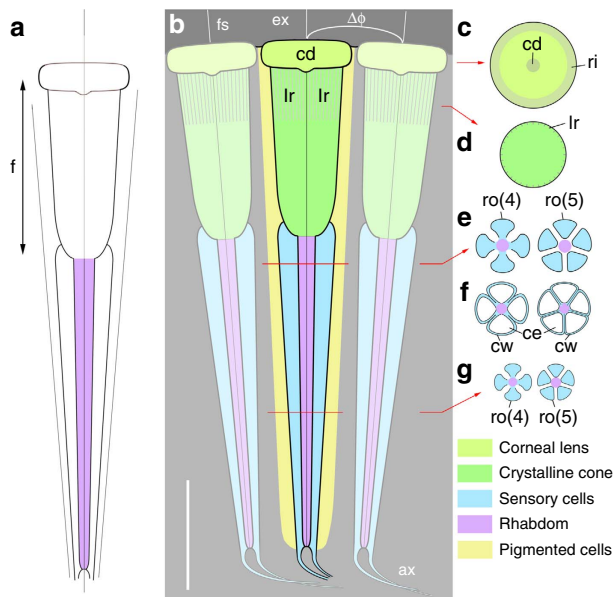 a
f
b
fs
ex
Δϕ
cd
lr
lr
ax
c
cd
ri
lr
d
ro(4)
ro(5)
e
f
ce
cw
cw
g
ro(4)
ro(5)
Corneal lens
Crystalline cone
Sensory cells
Rhabdom
Pigmented cells